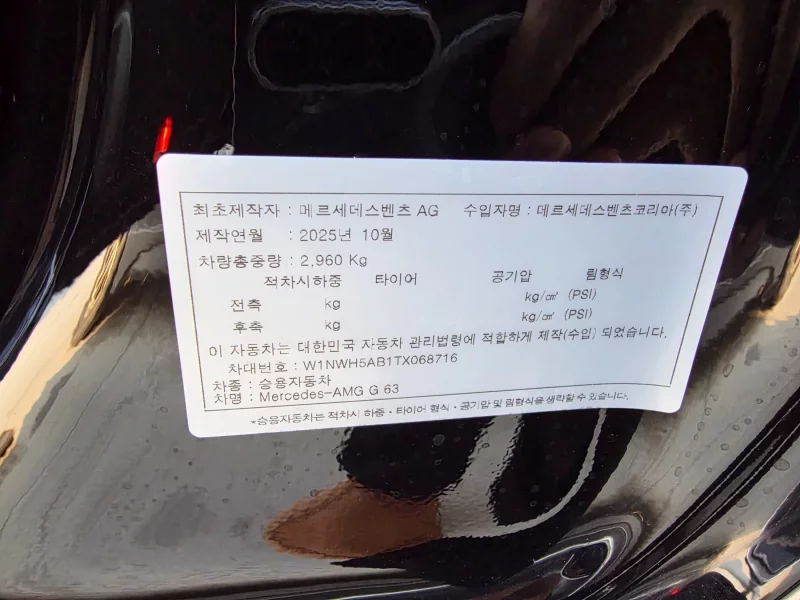 최초제작자 : 메르세데스벤츠 AG 수입자명 : 메르세데스벤츠코리아(주)
제작연월 : 2025년 10월
차량총중량 : 2,960 Kg
적차시하중 타이어 공기압 림형식
전축 kg kg/㎠ (PSI)
후축 kg kg/㎠ (PSI)
이 자동차는 대한민국 자동차 관리법령에 적합하게 제작(수입) 되었습니다.
차대번호 : W1NWH5AB1TX068716
차종 : 승용자동차
차명 : Mercedes-AMG G 63
*승용자동차는 적차시 하중·타이어 형식·공기압 및 림형식을 생략할 수 있습니다.